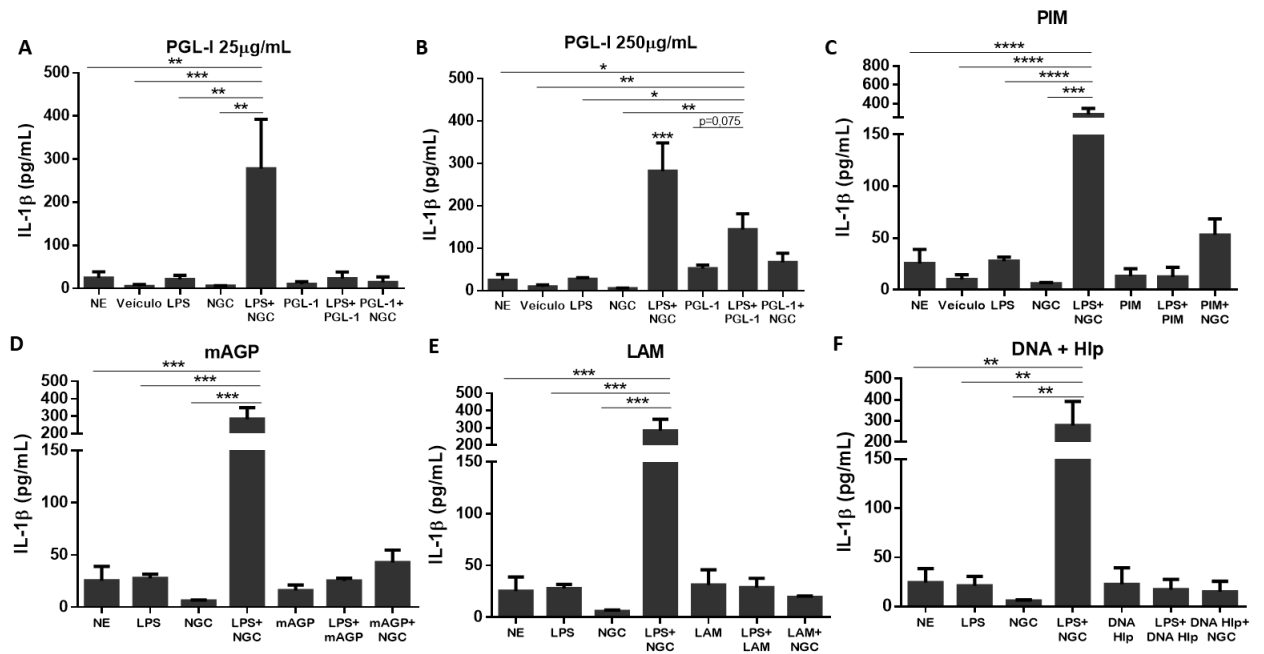 A
PGL-I 25µg/mL
**
***
**
**
IL-1β (pg/mL)
500
400
300
200
100
0
NE Veículo LPS NGC LPS+ PGL-1 LPS+ PGL-1+
NGC PGL-1 NGC
B
PGL-I 250µg/mL
*
**
*
**
p=0,075
***
IL-1β (pg/mL)
500
400
300
200
100
0
NE Veículo LPS NGC LPS+ PGL-1 LPS+ PGL-1+
NGC PGL-1 NGC
C
PIM
****
****
****
***
IL-1β (pg/mL)
800
600
400
150
100
50
0
NE Veículo LPS NGC LPS+ PIM LPS+ PIM+
NGC PIM NGC
D
mAGP
***
***
***
IL-1β (pg/mL)
500
400
300
200
150
100
50
0
NE LPS NGC LPS+ mAGP LPS+ mAGP+
NGC mAGP NGC
E
LAM
***
***
***
IL-1β (pg/mL)
500
400
300
200
150
100
50
0
NE LPS NGC LPS+ LAM LPS+ LAM+
NGC LAM NGC
F
DNA + Hlp
**
**
**
IL-1β (pg/mL)
500
400
300
200
150
100
50
0
NE LPS NGC LPS+ DNA LPS+ DNA Hlp+
NGC Hlp DNA Hlp NGC